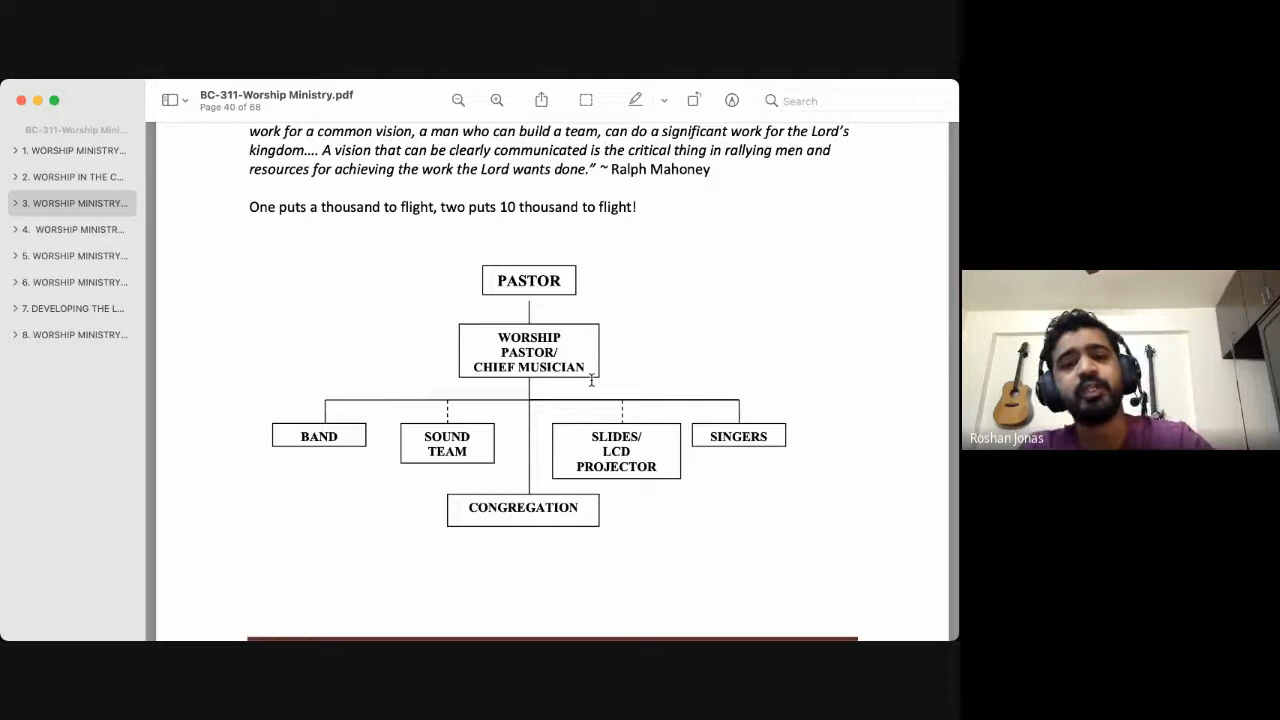 BC-311-Worship Ministry.pdf
Page 40 of 68
Search
BC-311-Worship Mini...
1. WORSHIP MINISTRY...
2. WORSHIP IN THE C...
3. WORSHIP MINISTRY...
4. WORSHIP MINISTR...
5. WORSHIP MINISTRY...
6. WORSHIP MINISTRY...
7. DEVELOPING THE L...
8. WORSHIP MINISTRY...
work for a common vision, a man who can build a team, can do a significant work for the Lord's
kingdom.... A vision that can be clearly communicated is the critical thing in rallying men and
resources for achieving the work the Lord wants done." ~ Ralph Mahoney
One puts a thousand to flight, two puts 10 thousand to flight!
PASTOR
WORSHIP
PASTOR/
CHIEF MUSICIAN
BAND
SOUND
TEAM
SLIDES/
LCD
PROJECTOR
SINGERS
CONGREGATION
Roshan Jonas